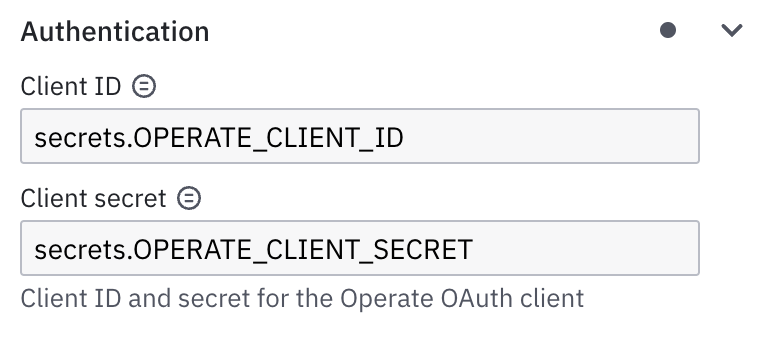 Authentication
Client ID
secrets.OPERATE_CLIENT_ID
Client secret
secrets.OPERATE_CLIENT_SECRET
Client ID and secret for the Operate OAuth client